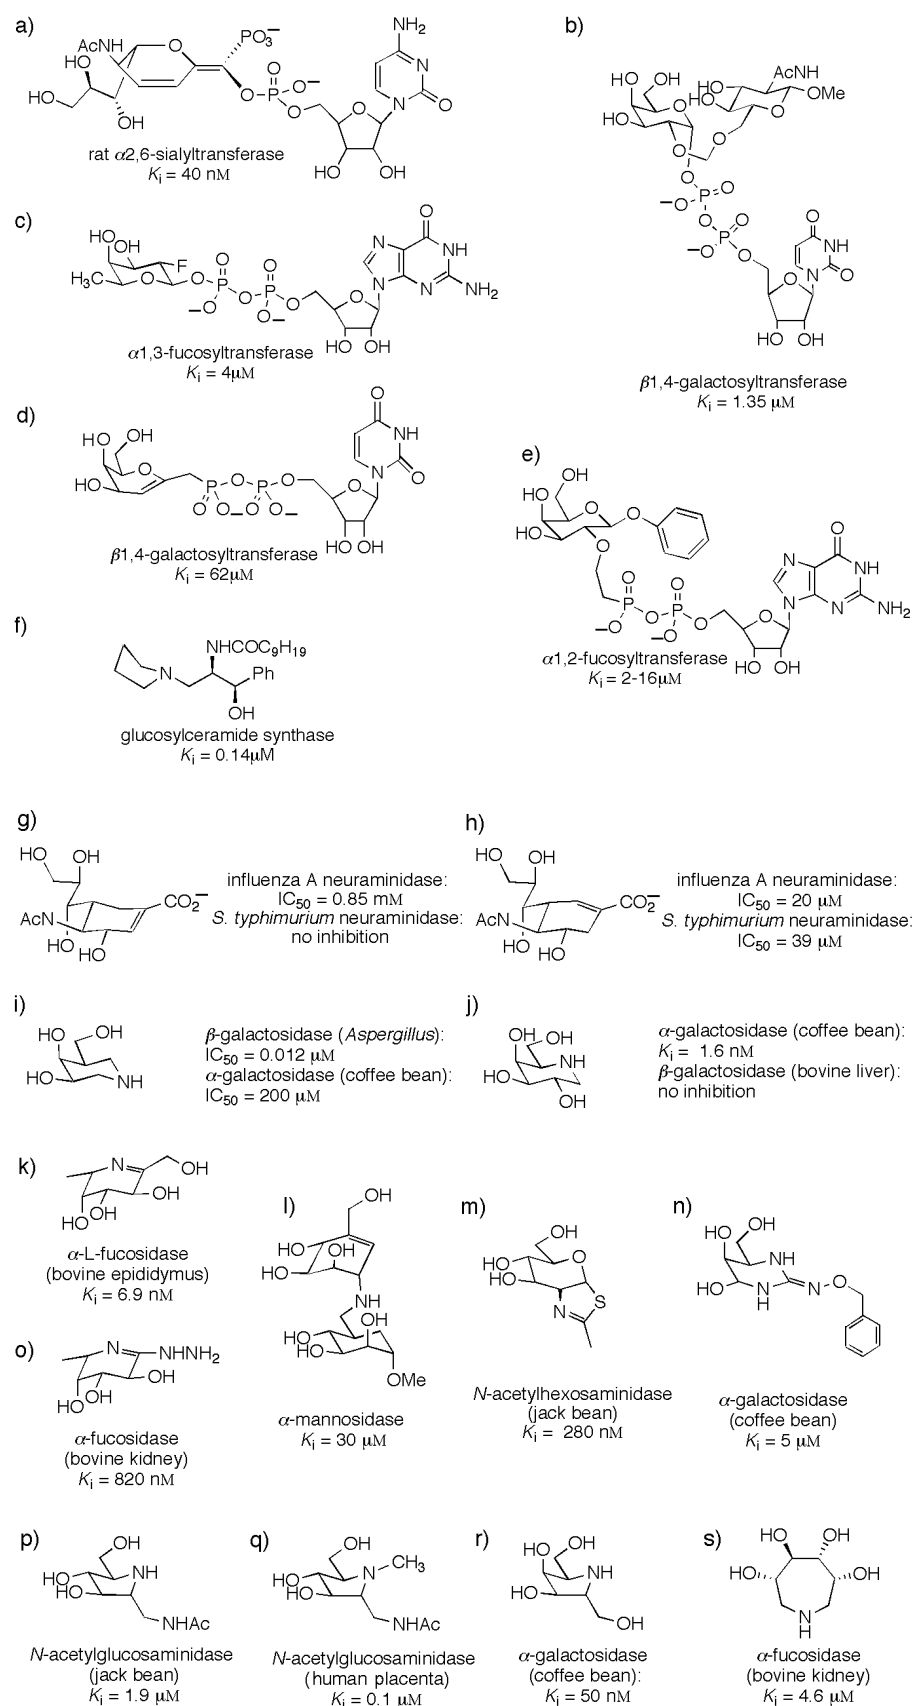 a)
AcNH
HO
HO
OH
O
PO₃⁻
O
P
O
O⁻
O
O
NH₂
N
N
O
HO
OH
rat α2,6-sialyltransferase
Ki = 40 nM
b)
HO
OH
O
HO
HO
HO
AcNH
O
OMe
O
O
O
P
O
⁻O
O
O
P
⁻O
O
O
O
NH
N
O
HO
OH
β1,4-galactosyltransferase
Ki = 1.35 μM
c)
HO
OH
F
H₃C
O
O
P
O
O⁻
O
P
O
O⁻
O
O
O
N
NH
N
N
NH₂
HO
OH
α1,3-fucosyltransferase
Ki = 4μM
d)
OH
HO
O
HO
P
O
O⁻
O
P
O
O⁻
O
O
O
NH
N
O
HO
OH
β1,4-galactosyltransferase
Ki = 62μM
e)
OH
HO
O
O
HO
O
O
P
⁻O
O
O
P
⁻O
O
O
O
N
NH
N
N
NH₂
HO
OH
α1,2-fucosyltransferase
Ki = 2-16μM
f)
NHCOC₉H₁₉
N
Ph
OH
glucosylceramide synthase
Ki = 0.14μM
g)
HO
OH
CO₂⁻
AcN
HO
HO
influenza A neuraminidase:
IC50 = 0.85 mM
S. typhimurium neuraminidase:
no inhibition
h)
HO
OH
CO₂⁻
AcN
HO
HO
influenza A neuraminidase:
IC50 = 20 μM
S. typhimurium neuraminidase:
IC50 = 39 μM
i)
HO
OH
HO
NH
β-galactosidase (Aspergillus):
IC50 = 0.012 μM
α-galactosidase (coffee bean):
IC50 = 200 μM
j)
HO
OH
NH
HO
OH
α-galactosidase (coffee bean):
Ki = 1.6 nM
β-galactosidase (bovine liver):
no inhibition
k)
N
OH
OH
OH
HO
α-L-fucosidase
(bovine epididymus)
Ki = 6.9 nM
l)
OH
HO
OH
HO
NH
HO
OH
HO
OMe
α-mannosidase
Ki = 30 μM
m)
OH
HO
O
HO
N
S
N-acetylhexosaminidase
(jack bean)
Ki = 280 nM
n)
HO
OH
NH
HO
N
H
N
O
α-galactosidase
(coffee bean)
Ki = 5 μM
o)
N
NHNH₂
OH
OH
HO
α-fucosidase
(bovine kidney)
Ki = 820 nM
p)
OH
HO
NH
HO
NHAc
N-acetylglucosaminidase
(jack bean)
Ki = 1.9 μM
q)
OH
HO
N
CH₃
HO
NHAc
N-acetylglucosaminidase
(human placenta)
Ki = 0.1 μM
r)
HO
OH
NH
HO
OH
α-galactosidase
(coffee bean):
Ki = 50 nM
s)
HO
OH
HO
OH
N
H
α-fucosidase
(bovine kidney)
Ki = 4.6 μM